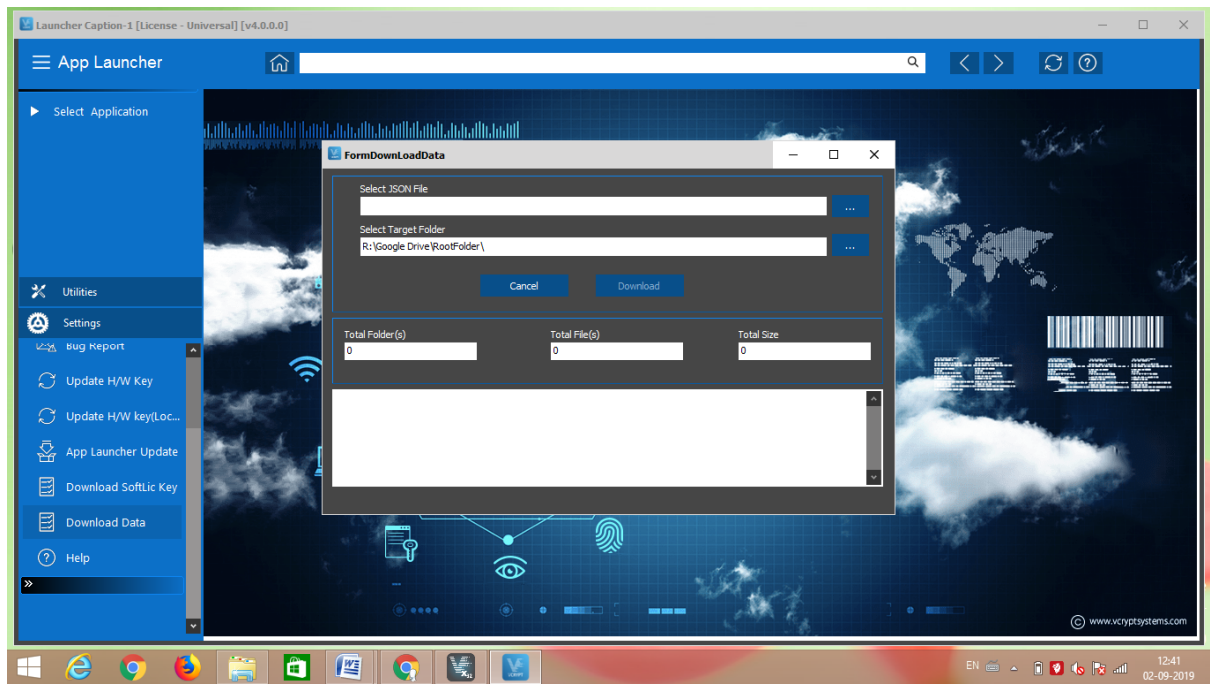 Launcher Caption-1 [License - Universal] [v4.0.0.0]
App Launcher
Select Application
FormDownLoadData
Select JSON File
...
Select Target Folder
R:\Google Drive\RootFolder\
...
Cancel
Download
Utilities
Settings
Total Folder(s)
Total File(s)
Total Size
0
0
0
Bug Report
Update H/W Key
Update H/W key(Loc...
App Launcher Update
Download SoftLic Key
Download Data
Help
© www.vcryptsystems.com
EN
12:41
02-09-2019